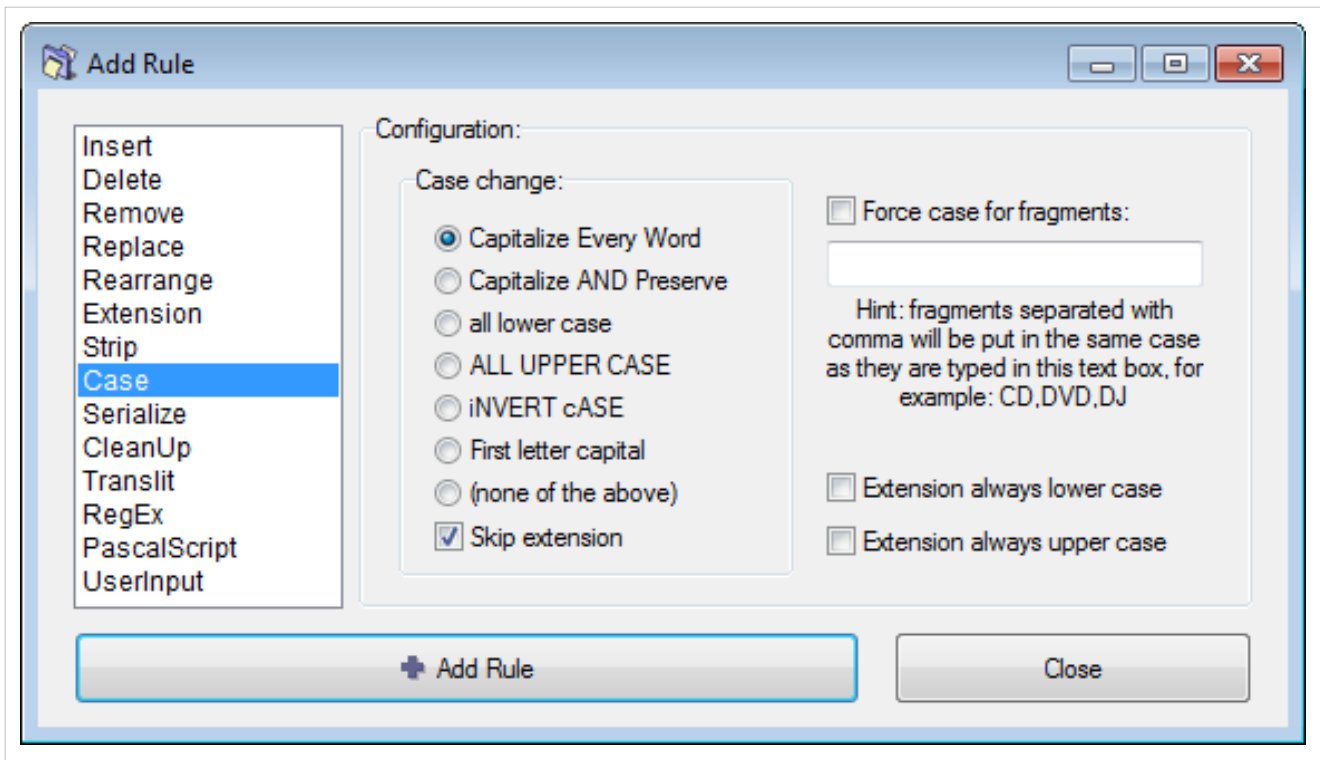 Add Rule
Insert
Delete
Remove
Replace
Rearrange
Extension
Strip
Case
Serialize
CleanUp
Translit
RegEx
PascalScript
UserInput
Configuration:
Case change:
Capitalize Every Word
Capitalize AND Preserve
all lower case
ALL UPPER CASE
iNVERT cASE
First letter capital
(none of the above)
Skip extension
Force case for fragments:
Hint: fragments separated with
comma will be put in the same case
as they are typed in this text box, for
example: CD,DVD,DJ
Extension always lower case
Extension always upper case
Add Rule
Close